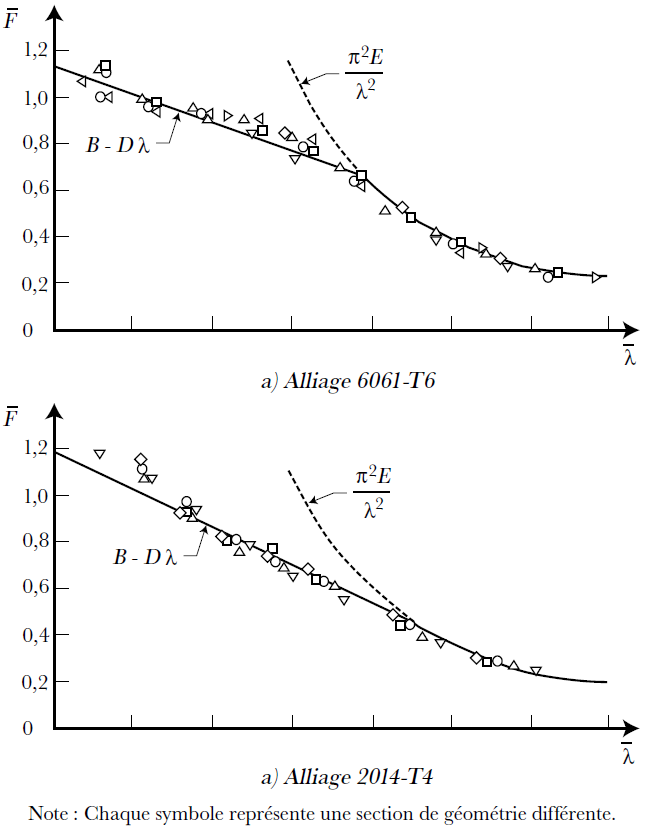 F̅
1,2
π²E
λ²
1,0
0,8
B - Dλ
0,6
0,4
0,2
0
λ̅
a) Alliage 6061-T6
F̅
1,2
π²E
λ²
1,0
0,8
B - Dλ
0,6
0,4
0,2
0
λ̅
a) Alliage 2014-T4
Note : Chaque symbole représente une section de géométrie différente.